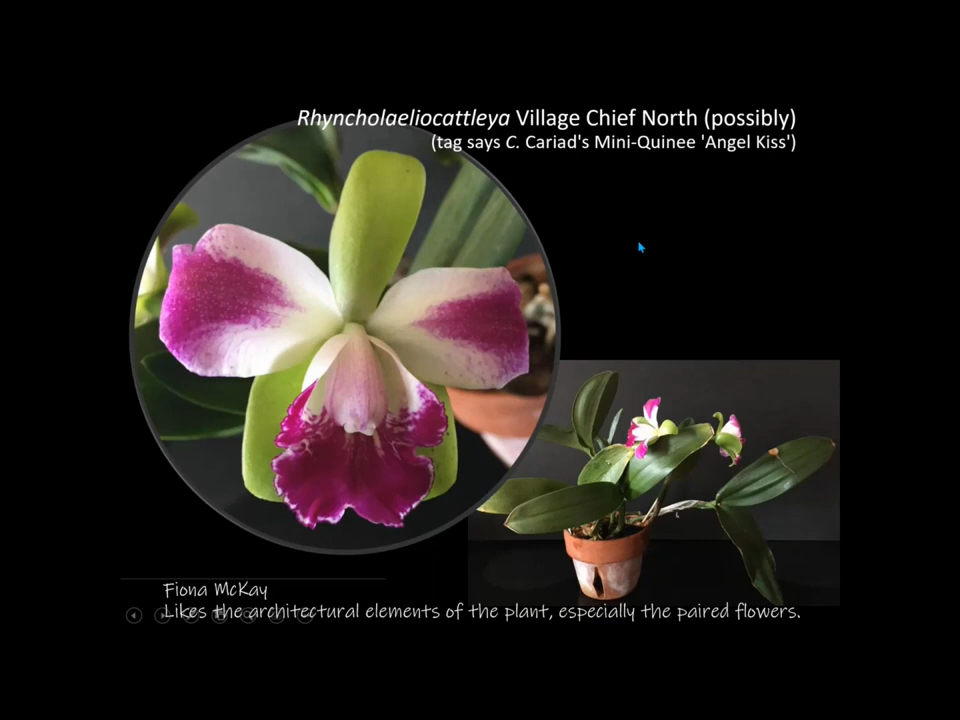 Rhyncholaeliocattleya Village Chief North (possibly)
(tag says C. Cariad's Mini-Quinee 'Angel Kiss')
Fiona McKay
Likes the architectural elements of the plant, especially the paired flowers.